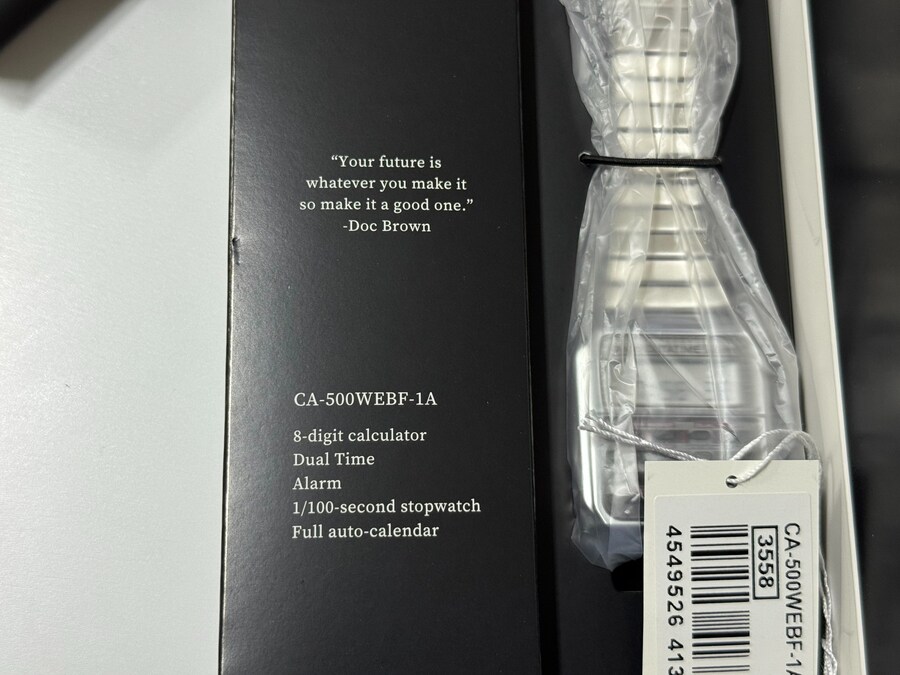 “Your future is
whatever you make it
so make it a good one.”
-Doc Brown
CA-500WEBF-1A
8-digit calculator
Dual Time
Alarm
1/100-second stopwatch
Full auto-calendar
CA-500WEBF-1A
3558
4549526 413